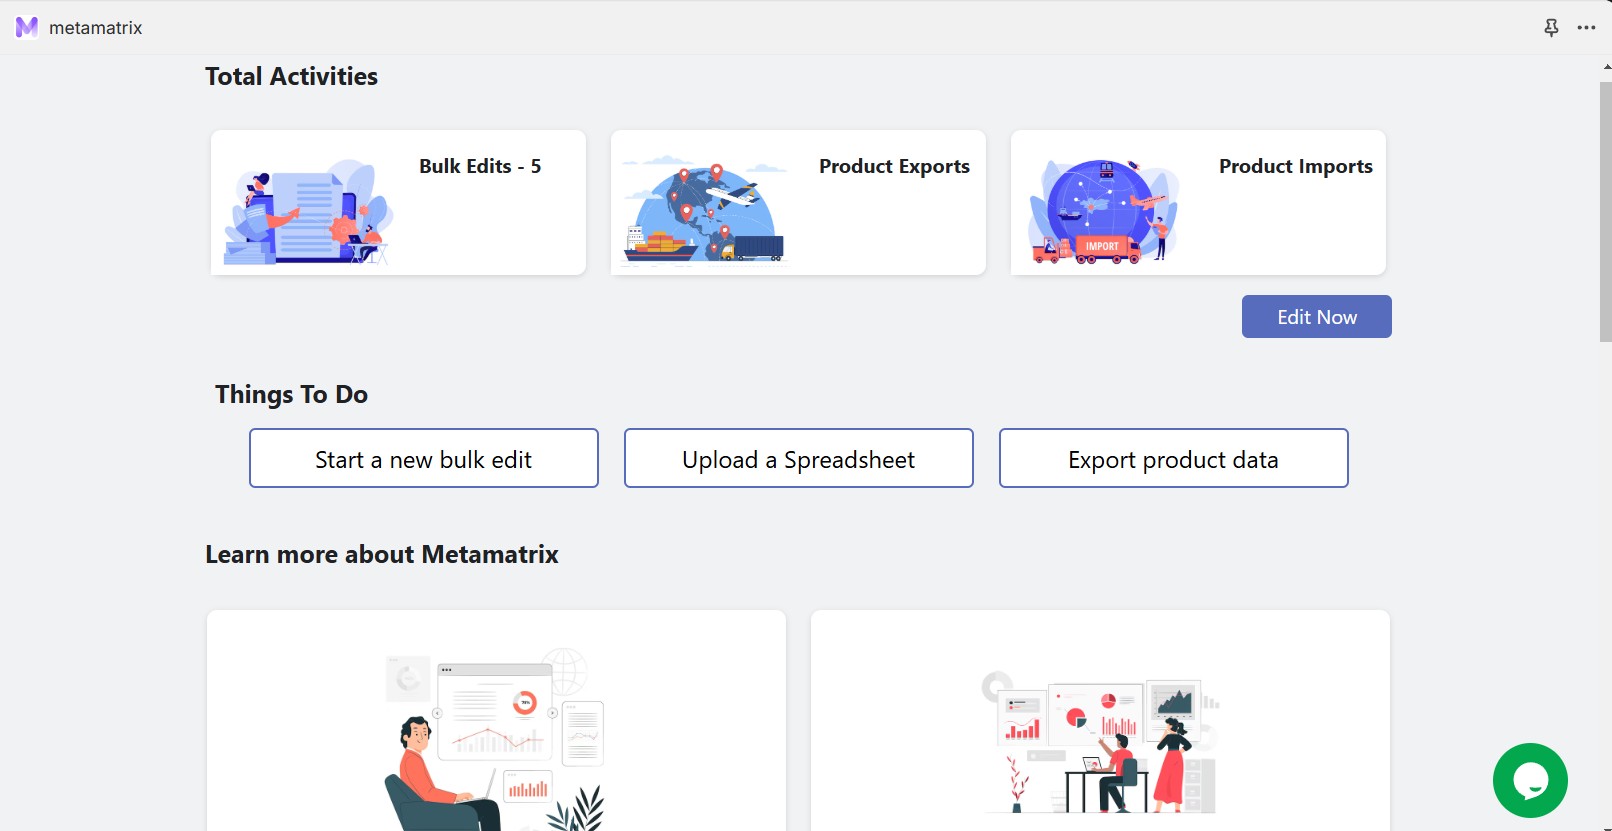 metamatrix
Total Activities
Bulk Edits - 5
Product Exports
Product Imports
IMPORT
Edit Now
Things To Do
Start a new bulk edit
Upload a Spreadsheet
Export product data
Learn more about Metamatrix